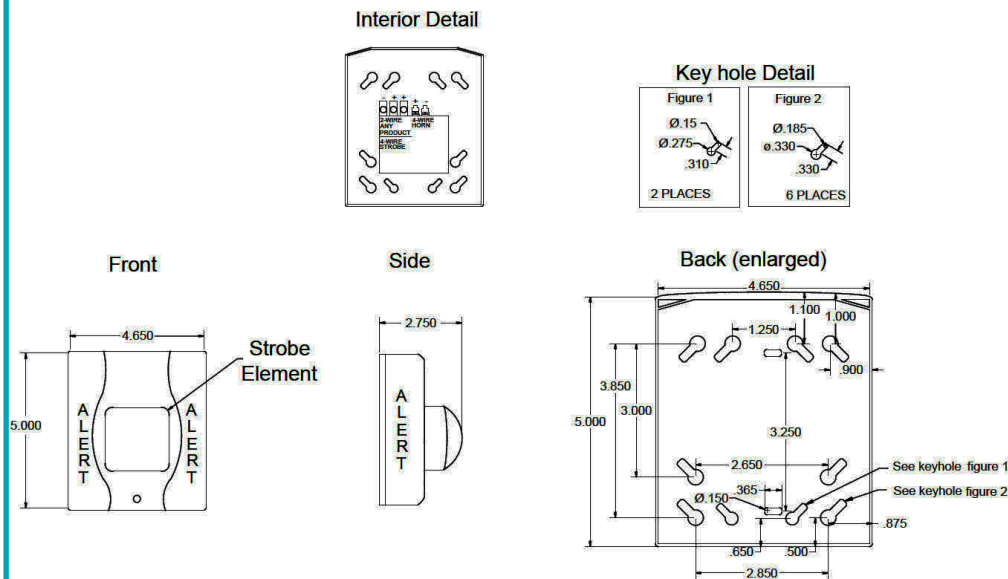 Interior Detail
- + + + -
2-WIRE
ANY
PRODUCT
4-WIRE
HORN
4-WIRE
STROBE
Key hole Detail
Figure 1
Ø.15
Ø.275
.310
2 PLACES
Figure 2
Ø.185
ø.330
.330
6 PLACES
Front
4.650
5.000
ALERT
ALERT
Strobe
Element
Side
2.750
ALERT
Back (enlarged)
4.650
1.100
1.000
1.250
.900
3.850
3.000
5.000
3.250
2.650
.365
Ø.150
See keyhole figure 1
See keyhole figure 2
.875
.650
.500
2.850